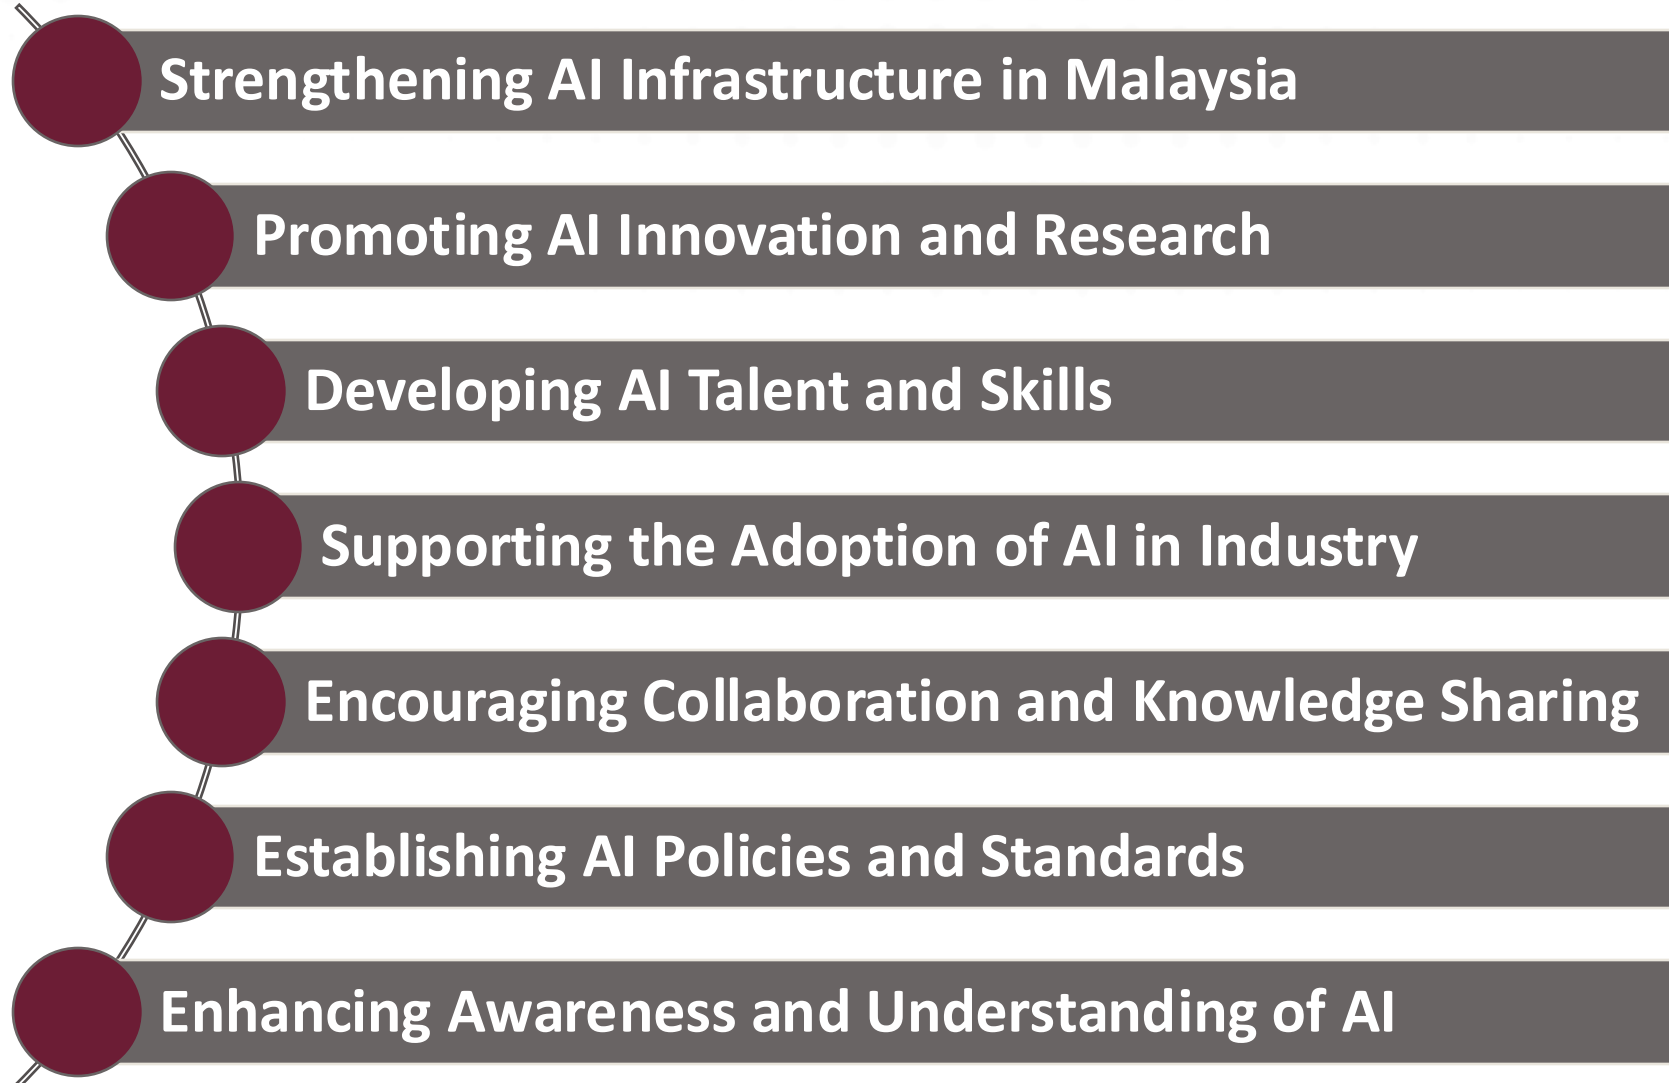 Strengthening AI Infrastructure in Malaysia
Promoting AI Innovation and Research
Developing AI Talent and Skills
Supporting the Adoption of AI in Industry
Encouraging Collaboration and Knowledge Sharing
Establishing AI Policies and Standards
Enhancing Awareness and Understanding of AI